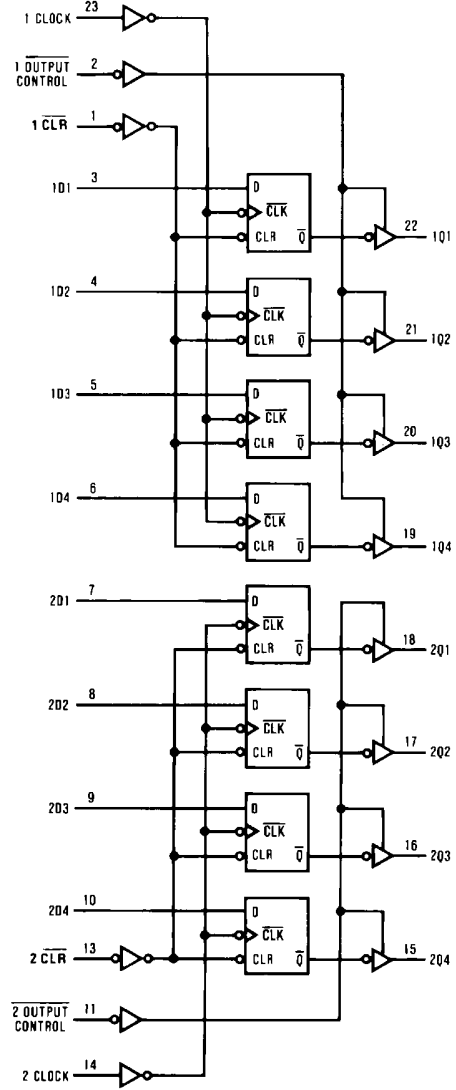 1 CLOCK 23
1 OUTPUT CONTROL 2
1 CLR 1
1D1 3 D CLK CLR Q 22 1Q1
1D2 4 D CLK CLR Q 21 1Q2
1D3 5 D CLK CLR Q 20 1Q3
1D4 6 D CLK CLR Q 19 1Q4
2D1 7 D CLK CLR Q 18 2Q1
2D2 8 D CLK CLR Q 17 2Q2
2D3 9 D CLK CLR Q 16 2Q3
2D4 10 D CLK CLR Q 15 2Q4
2 CLR 13
2 OUTPUT CONTROL 11
2 CLOCK 14